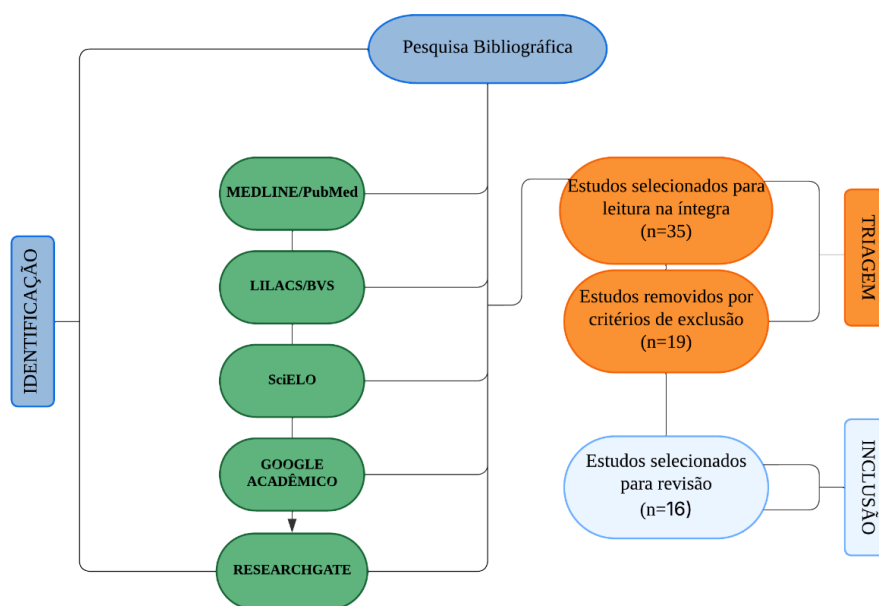 Pesquisa Bibliográfica
IDENTIFICAÇÃO
MEDLINE/PubMed
LILACS/BVS
SciELO
GOOGLE
ACADÊMICO
RESEARCHGATE
Estudos selecionados para
leitura na íntegra
(n=35)
Estudos removidos por
critérios de exclusão
(n=19)
TRIAGEM
Estudos selecionados
para revisão
(n=16)
INCLUSÃO